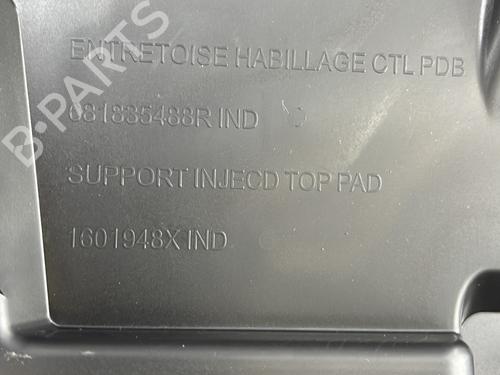 B-PARTS
ENTRETOISE HABILLAGE CTL PDB
681835488R IND
SUPPORT INJECD TOP PAD
1601948X IND